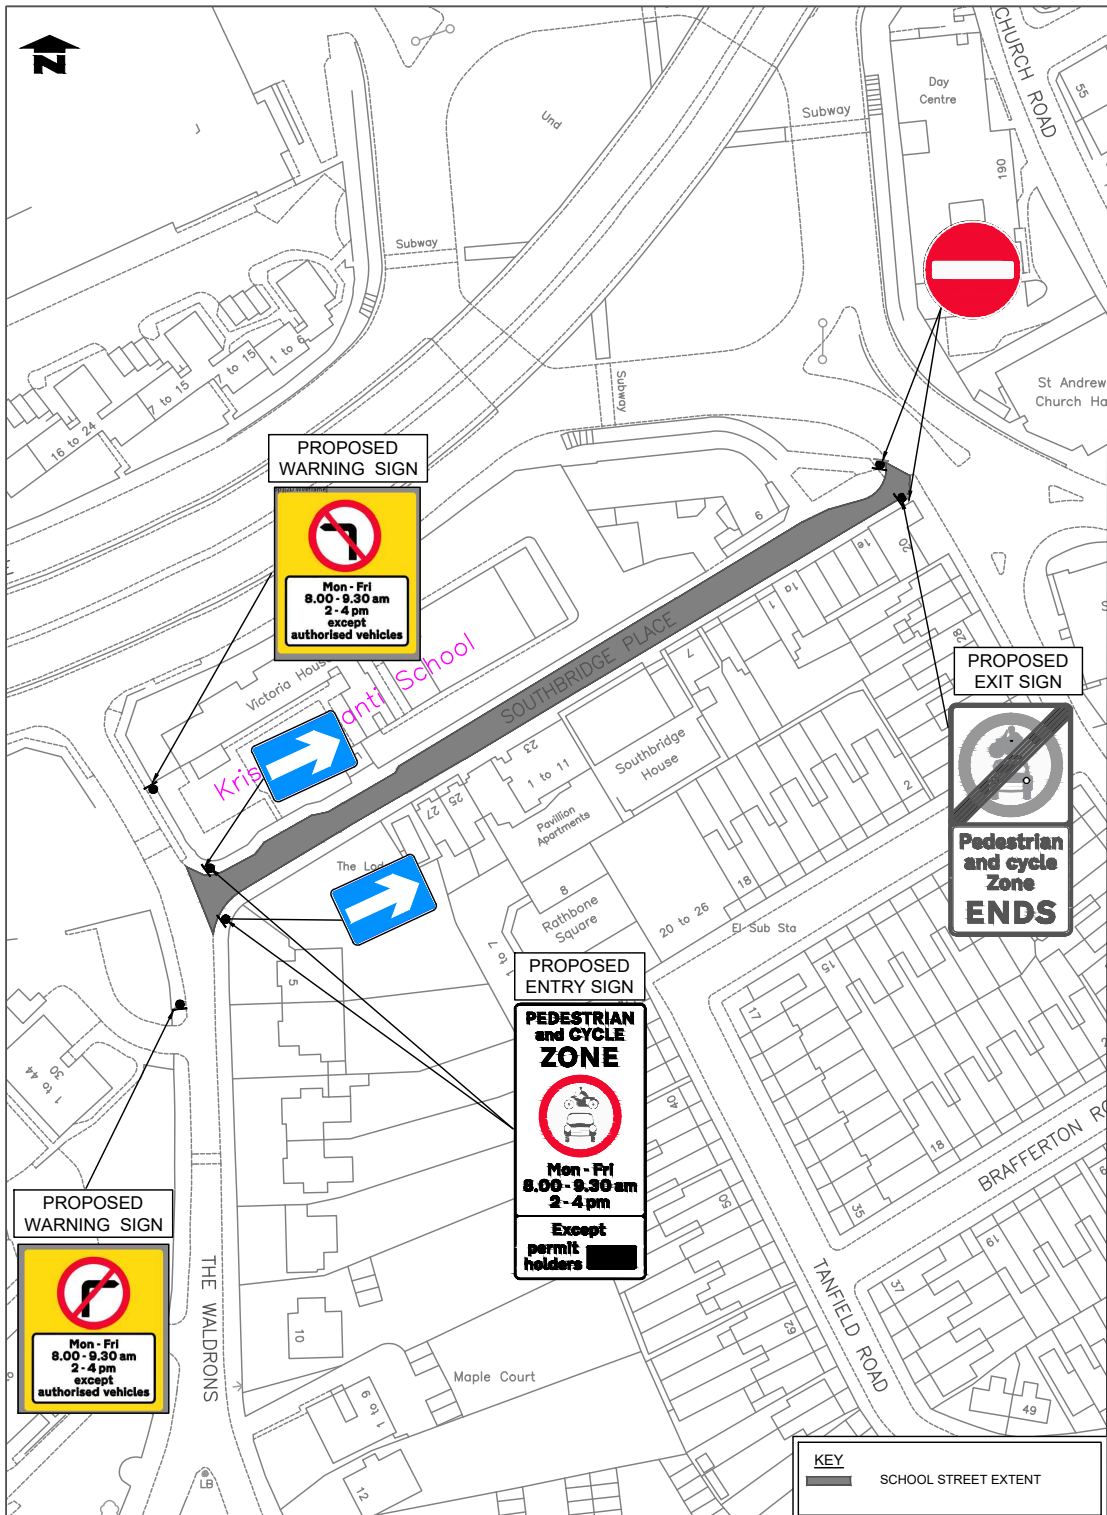 N
CHURCH ROAD
55
Day
Centre
Und
Subway
190
Subway
Subway
St Andrew
Church Ha
1 to 6
7 to 15
7 to 15
16 to 24
PROPOSED
WARNING SIGN
Mon - Fri
8.00 - 9.30 am
2 - 4 pm
except
authorised vehicles
9
1e
20
1a
1
28
SOUTHBRIDGE PLACE
7
Victoria House
Kris
anti School
PROPOSED
EXIT SIGN
Pedestrian
and cycle
Zone
ENDS
23
1 to 11
Southbridge
House
25
27
Pavillion
Apartments
2
The Lod
8
Rathbone
Square
18
20 to 26
El Sub Sta
1 to 7
15
17
5
PROPOSED
ENTRY SIGN
PEDESTRIAN
and CYCLE
ZONE
Mon - Fri
8.00 - 9.30 am
2 - 4 pm
Except
permit
holders
30
1 to 44
40
50
18
35
BRAFFERTON RO
19
37
62
TANFIELD ROAD
PROPOSED
WARNING SIGN
Mon - Fri
8.00 - 9.30 am
2 - 4 pm
except
authorised vehicles
THE WALDRONS
10
Maple Court
1 to 9
49
12
LB
KEY
SCHOOL STREET EXTENT